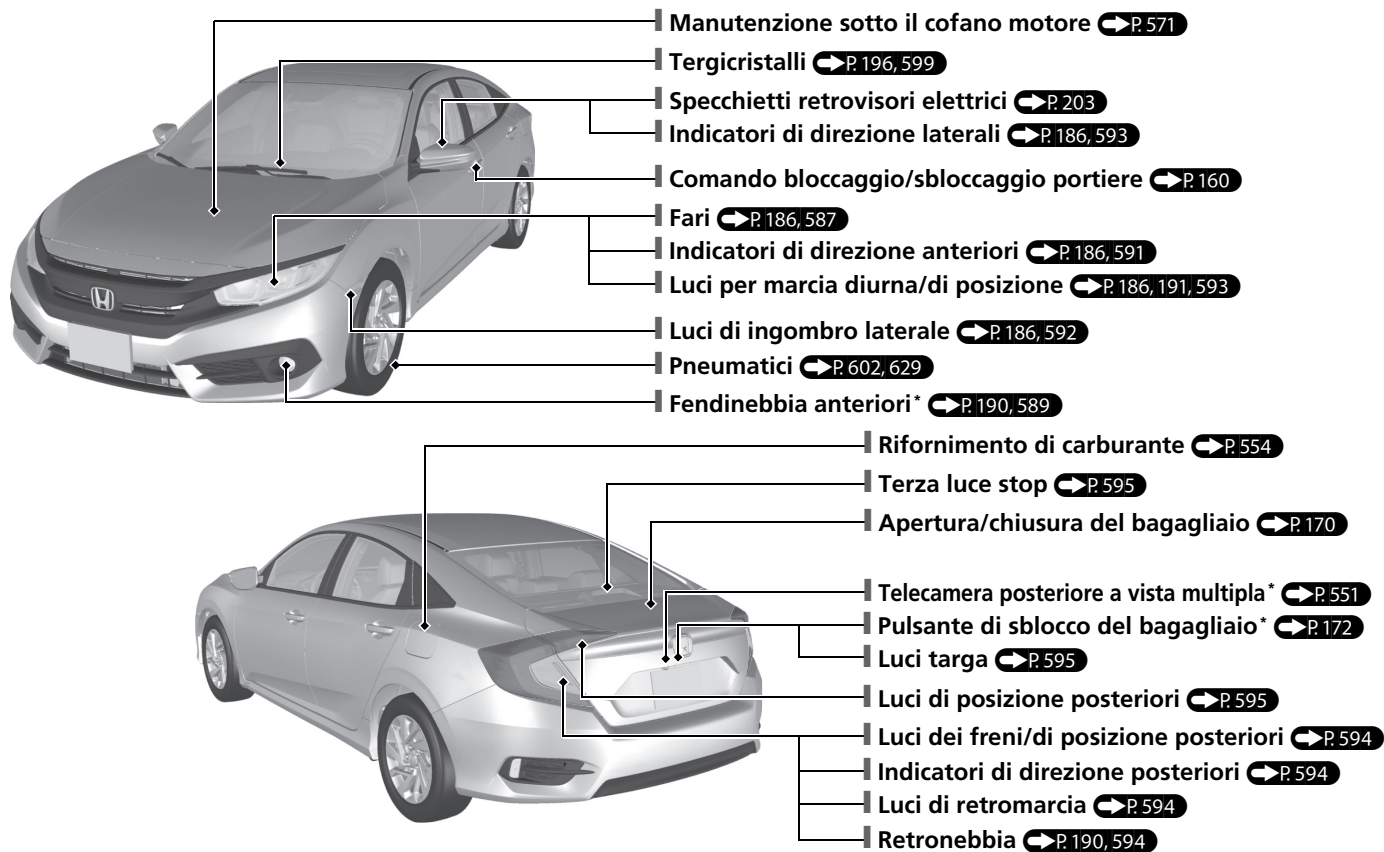 Manutenzione sotto il cofano motore P. 571
Tergicristalli P. 196, 599
Specchietti retrovisori elettrici P. 203
Indicatori di direzione laterali P. 186, 593
Comando bloccaggio/sbloccaggio portiere P. 160
Fari P. 186, 587
Indicatori di direzione anteriori P. 186, 591
Luci per marcia diurna/di posizione P. 186, 191, 593
Luci di ingombro laterale P. 186, 592
Pneumatici P. 602, 629
Fendinebbia anteriori* P. 190, 589
Rifornimento di carburante P. 554
Terza luce stop P. 595
Apertura/chiusura del bagagliaio P. 170
Telecamera posteriore a vista multipla* P. 551
Pulsante di sblocco del bagagliaio* P. 172
Luci targa P. 595
Luci di posizione posteriori P. 595
Luci dei freni/di posizione posteriori P. 594
Indicatori di direzione posteriori P. 594
Luci di retromarcia P. 594
Retronebbia P. 190, 594